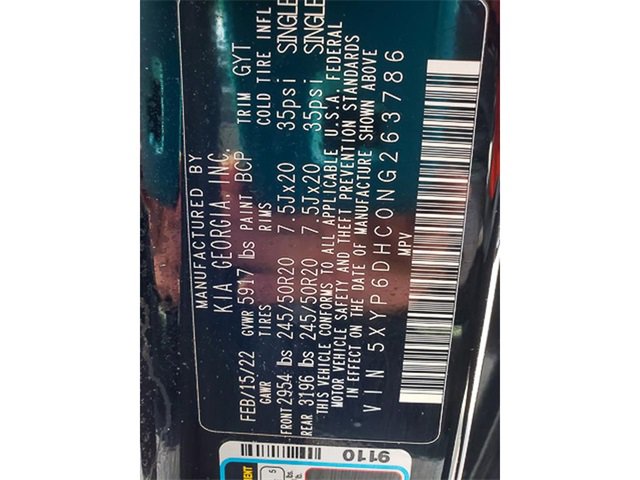 MANUFACTURED BY
KIA GEORGIA, INC.
FEB/15/22 GVWR 5917 lbs PAINT BCP TRIM GYT
GAWR TIRES RIMS COLD TIRE INFL
FRONT 2954 lbs 245/50R20 7.5Jx20 35psi SINGLE
REAR 3196 lbs 245/50R20 7.5Jx20 35psi SINGLE
THIS VEHICLE CONFORMS TO ALL APPLICABLE U.S.A. FEDERAL
MOTOR VEHICLE SAFETY AND THEFT PREVENTION STANDARDS
IN EFFECT ON THE DATE OF MANUFACTURE SHOWN ABOVE
VIN 5XYP6DHC0NG263786
MPV
9110
5